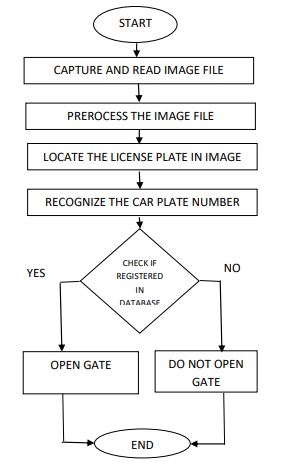 START
CAPTURE AND READ IMAGE FILE
PREROCESS THE IMAGE FILE
LOCATE THE LICENSE PLATE IN IMAGE
RECOGNIZE THE CAR PLATE NUMBER
CHECK IF
REGISTERED
IN
DATABASE
YES
NO
OPEN GATE
DO NOT OPEN
GATE
END